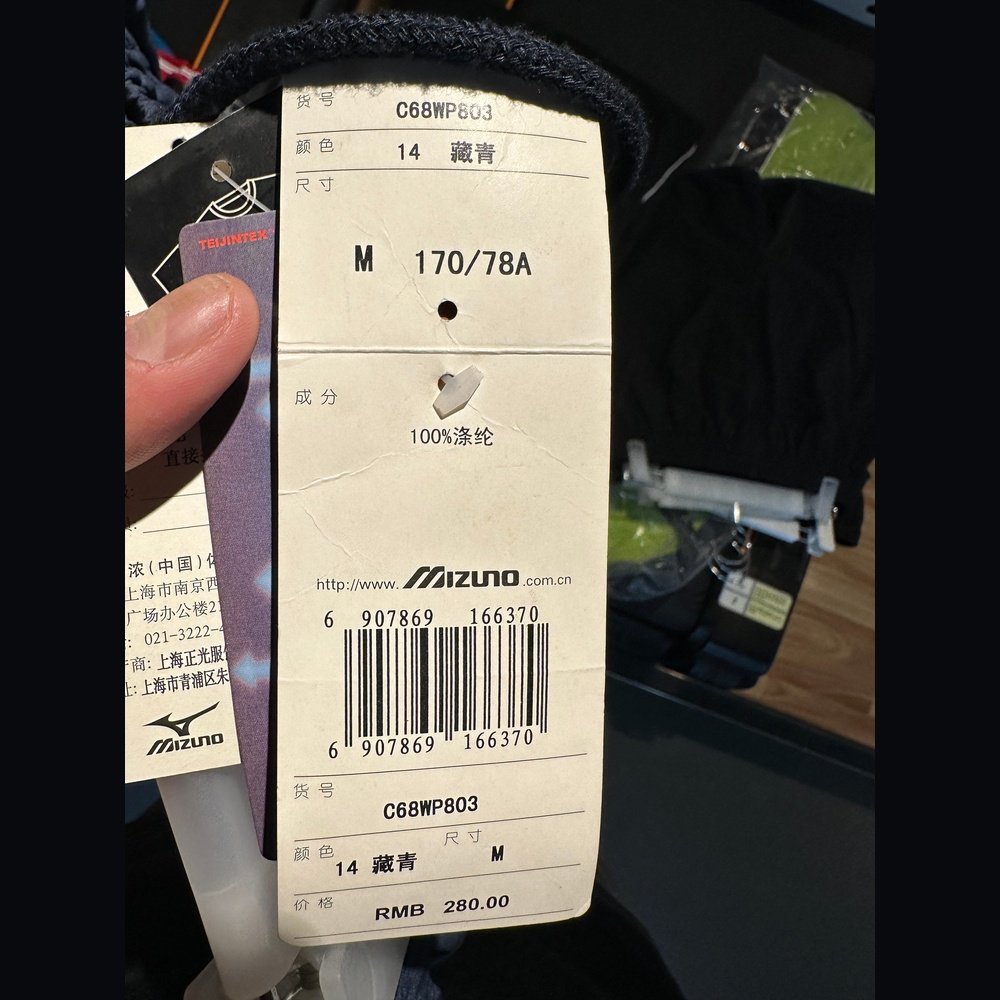 货号 C68WP803
颜色 14 藏青
尺寸
M 170/78A
成分
100%涤纶
http://www.MIZUNO.com.cn
6 907869 166370
6 907869 166370
货号
C68WP803
颜色 14 藏青 尺寸 M
价格 RMB 280.00
TEIJINTEX
直接
浓(中国)
上海市南京西
广场办公楼2
021-3222-4
商: 上海正光服
上海市青浦区朱
MIZUNO